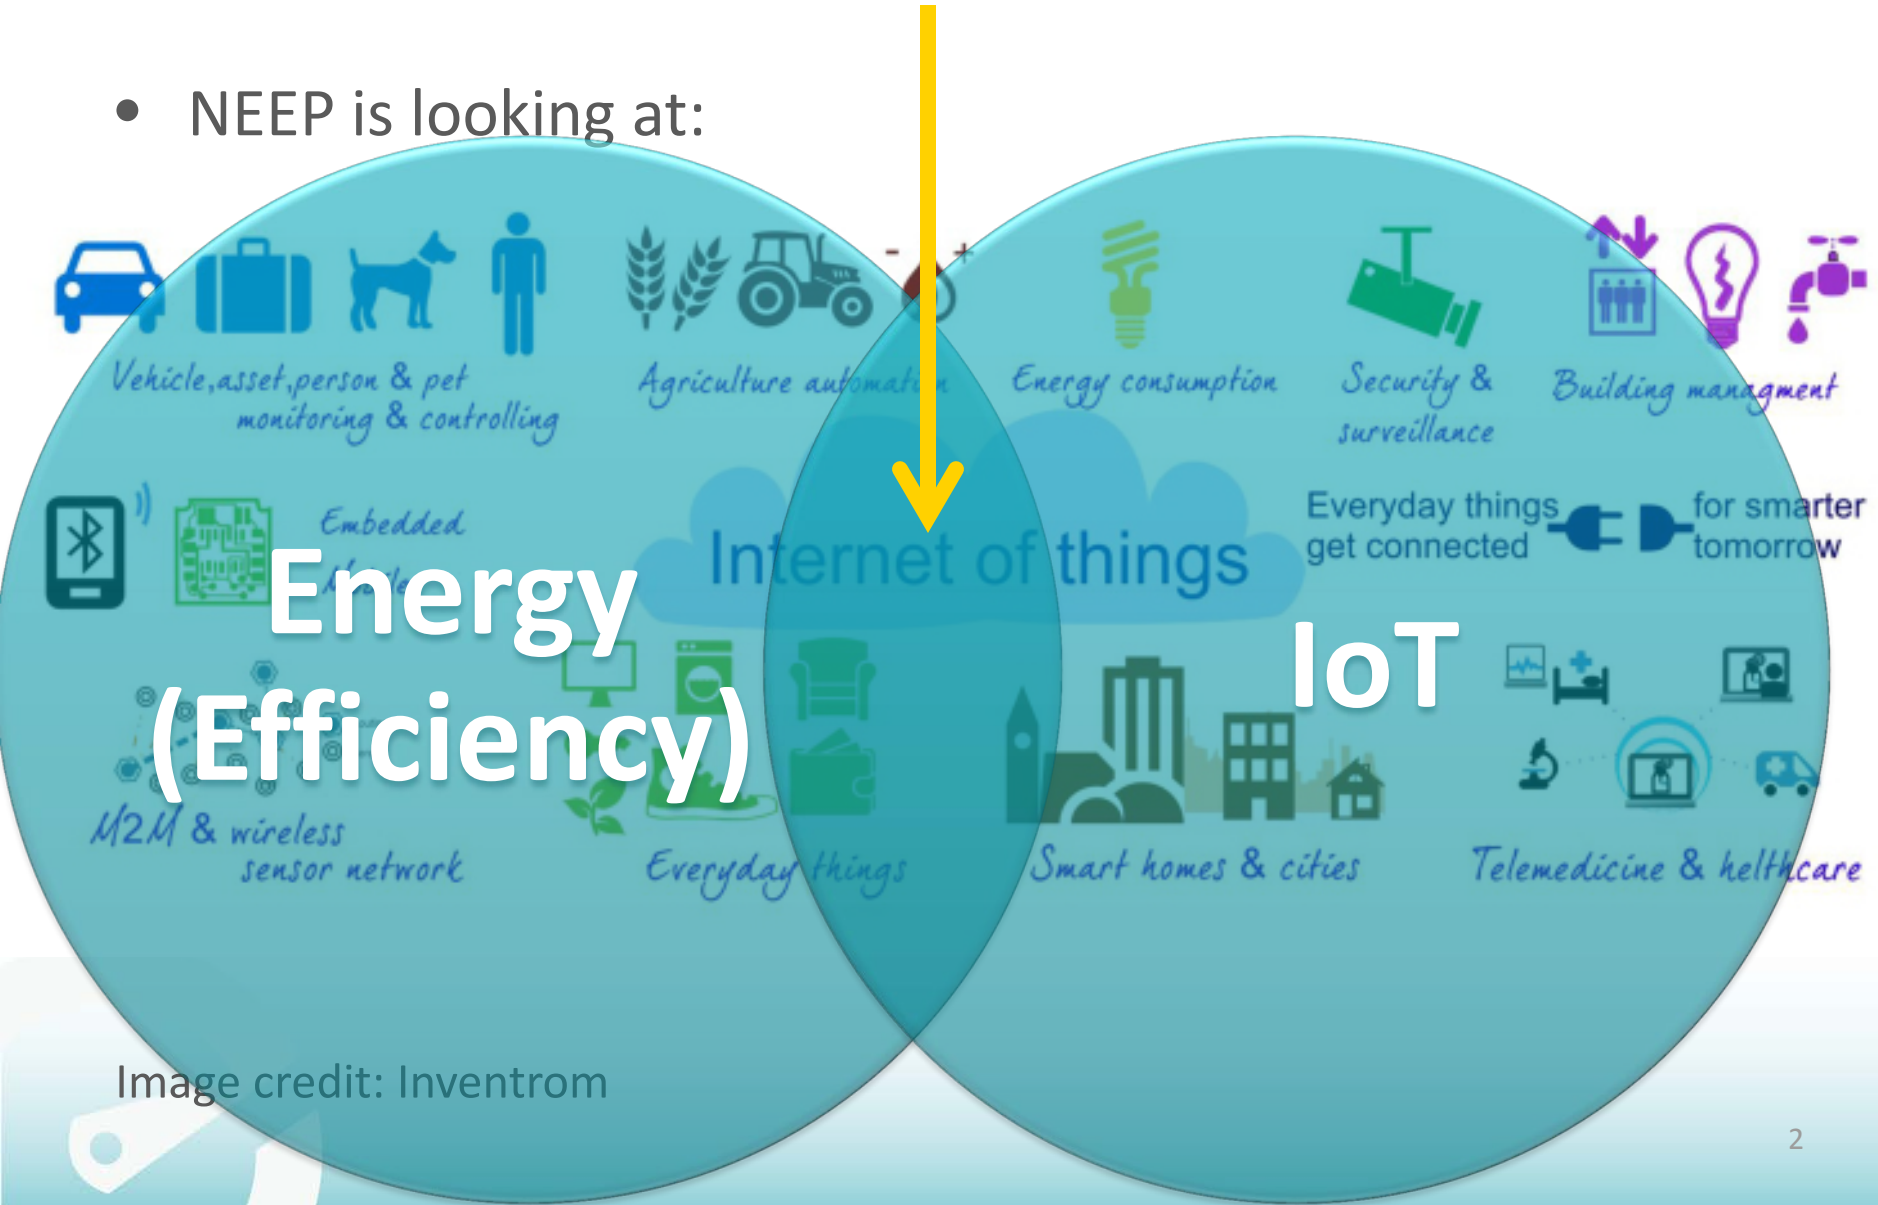 • NEEP is looking at:
- +
Vehicle,asset,person & pet
monitoring & controlling
Agriculture automation
Energy consumption
Security &
surveillance
Building managment
Embedded
Mobile
Internet of things
Everyday things
get connected
for smarter
tomorrow
Energy
(Efficiency)
IoT
M2M & wireless
sensor network
Everyday things
Smart homes & cities
Telemedicine & helthcare
Image credit: Inventrom
2